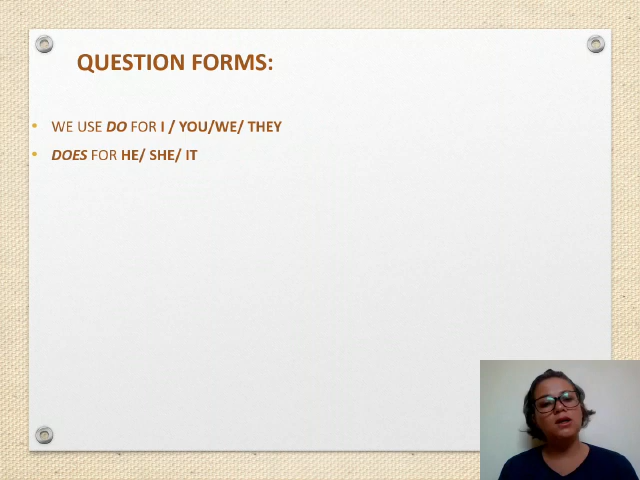 QUESTION FORMS:
• WE USE DO FOR I / YOU/WE/ THEY
• DOES FOR HE/ SHE/ IT